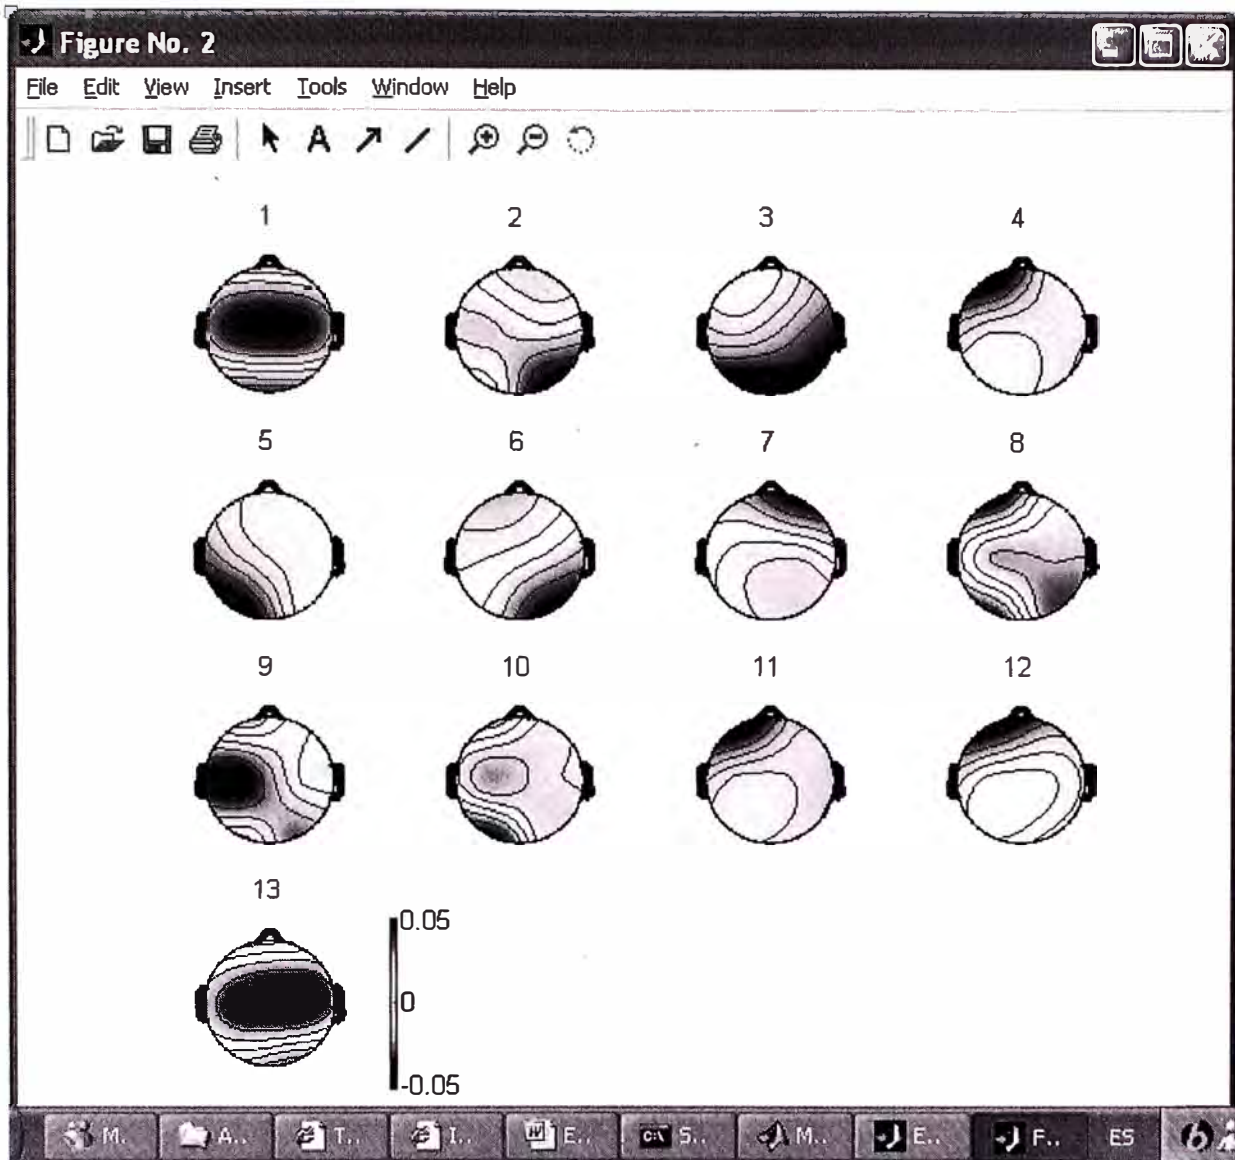 Figure No. 2
File Edit View Insert Tools Window Help
A
1 2 3 4
5 6 7 8
9 10 11 12
13
0.05
0
-0.05
M. A.. T.. I.. E.. S.. M.. E.. F.. ES